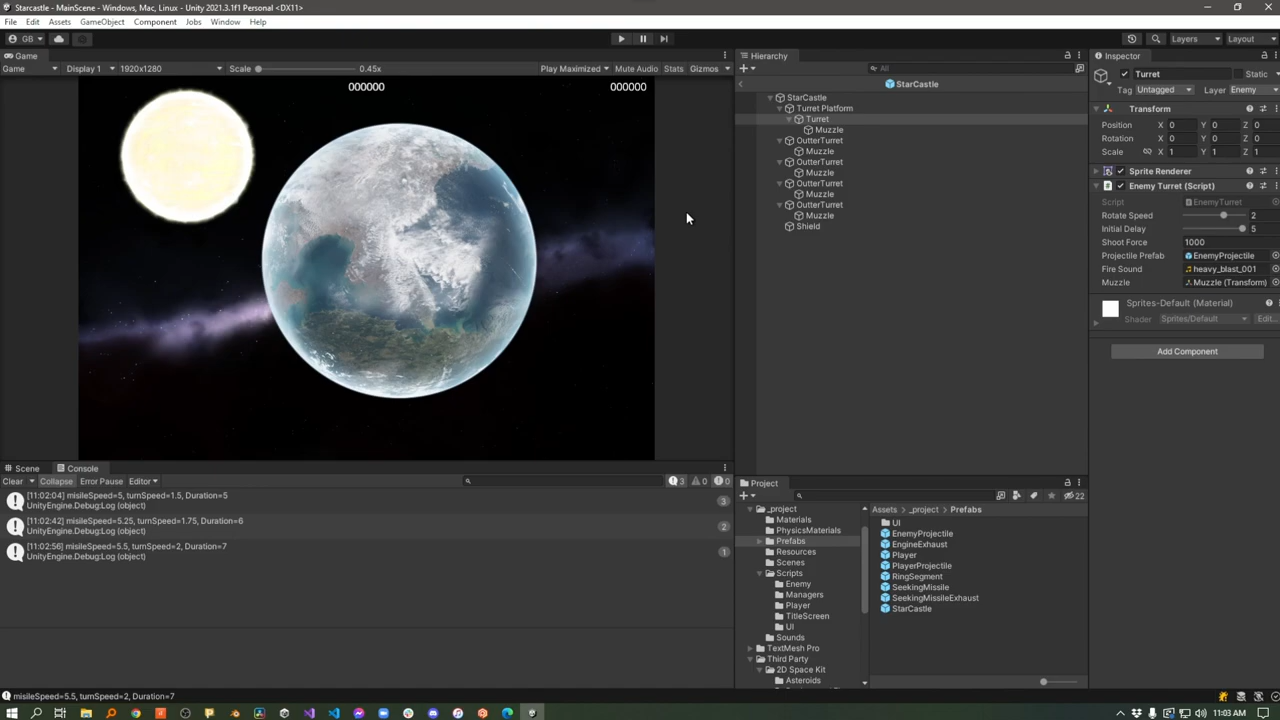 Starcastle - MainScene - Windows, Mac, Linux - Unity 2021.3.1f1 Personal <DX11>
File Edit Assets GameObject Component Jobs Window Help
GB
Layers
Layout
Game
Game Display 1 1920x1280 Scale 0.45x Play Maximized Mute Audio Stats Gizmos
000000
000000
Hierarchy
All
StarCastle
StarCastle
Turret Platform
Turret
Muzzle
OutterTurret
Muzzle
OutterTurret
Muzzle
OutterTurret
Muzzle
OutterTurret
Muzzle
Shield
Inspector
Turret Static
Tag Untagged Layer Enemy
Transform
Position X 0 Y 0 Z 0
Rotation X 0 Y 0 Z 0
Scale X 1 Y 1 Z 1
Sprite Renderer
Enemy Turret (Script)
Script EnemyTurret
Rotate Speed 2
Initial Delay 5
Shoot Force 1000
Projectile Prefab EnemyProjectile
Fire Sound heavy_blast_001
Muzzle Muzzle (Transform)
Sprites-Default (Material)
Shader Sprites/Default Edit...
Add Component
Scene Console
Clear Collapse Error Pause Editor 3 0 0
[11:02:04] misileSpeed=5, turnSpeed=1.5, Duration=5
UnityEngine.Debug:Log (object)
3
[11:02:42] misileSpeed=5.25, turnSpeed=1.75, Duration=6
UnityEngine.Debug:Log (object)
2
[11:02:56] misileSpeed=5.5, turnSpeed=2, Duration=7
UnityEngine.Debug:Log (object)
1
Project
22
_project
Materials
PhysicsMaterials
Prefabs
Resources
Scenes
Scripts
Enemy
Managers
Player
TitleScreen
UI
Sounds
TextMesh Pro
Third Party
2D Space Kit
Asteroids
Assets _project Prefabs
UI
EnemyProjectile
EngineExhaust
Player
PlayerProjectile
RingSegment
SeekingMissile
SeekingMissileExhaust
StarCastle
misileSpeed=5.5, turnSpeed=2, Duration=7
11:03 AM